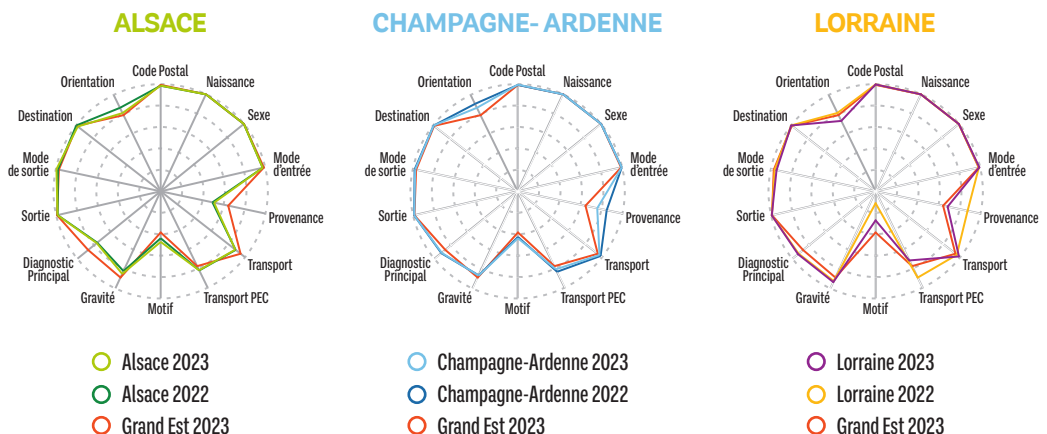 ALSACE
Code Postal
Naissance
Sexe
Mode
d'entrée
Provenance
Transport
Transport PEC
Motif
Gravité
Diagnostic
Principal
Sortie
Mode
de sortie
Destination
Orientation
Alsace 2023
Alsace 2022
Grand Est 2023
CHAMPAGNE- ARDENNE
Code Postal
Naissance
Sexe
Mode
d'entrée
Provenance
Transport
Transport PEC
Motif
Gravité
Diagnostic
Principal
Sortie
Mode
de sortie
Destination
Orientation
Champagne-Ardenne 2023
Champagne-Ardenne 2022
Grand Est 2023
LORRAINE
Code Postal
Naissance
Sexe
Mode
d'entrée
Provenance
Transport
Transport PEC
Motif
Gravité
Diagnostic
Principal
Sortie
Mode
de sortie
Destination
Orientation
Lorraine 2023
Lorraine 2022
Grand Est 2023